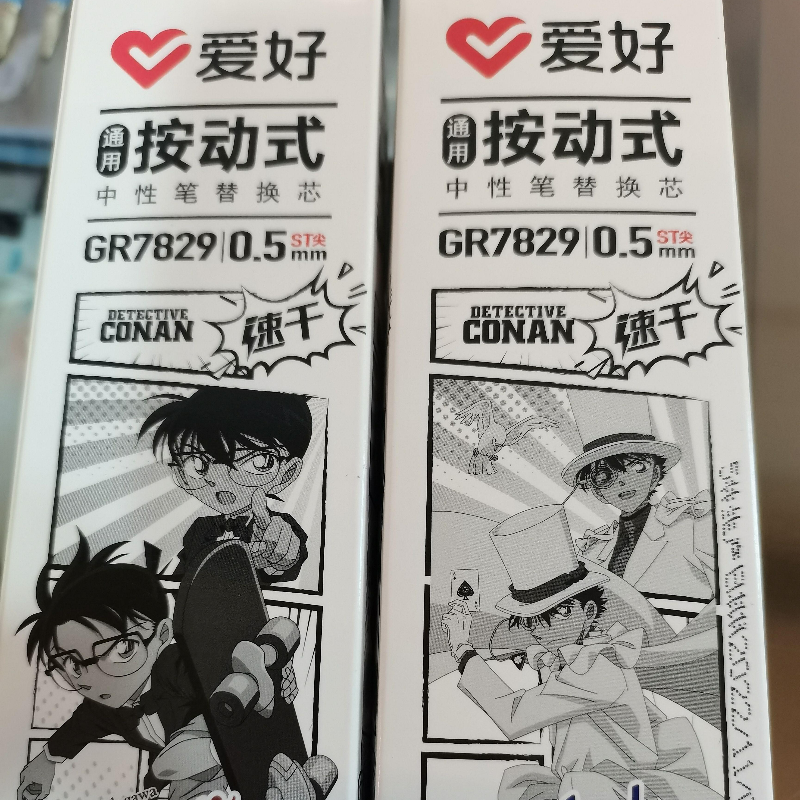 爱好
通用 按动式
中性笔替换芯
GR7829 0.5 ST尖 mm
DETECTIVE
CONAN
速干
爱好
通用 按动式
中性笔替换芯
GR7829 0.5 ST尖 mm
DETECTIVE
CONAN
速干